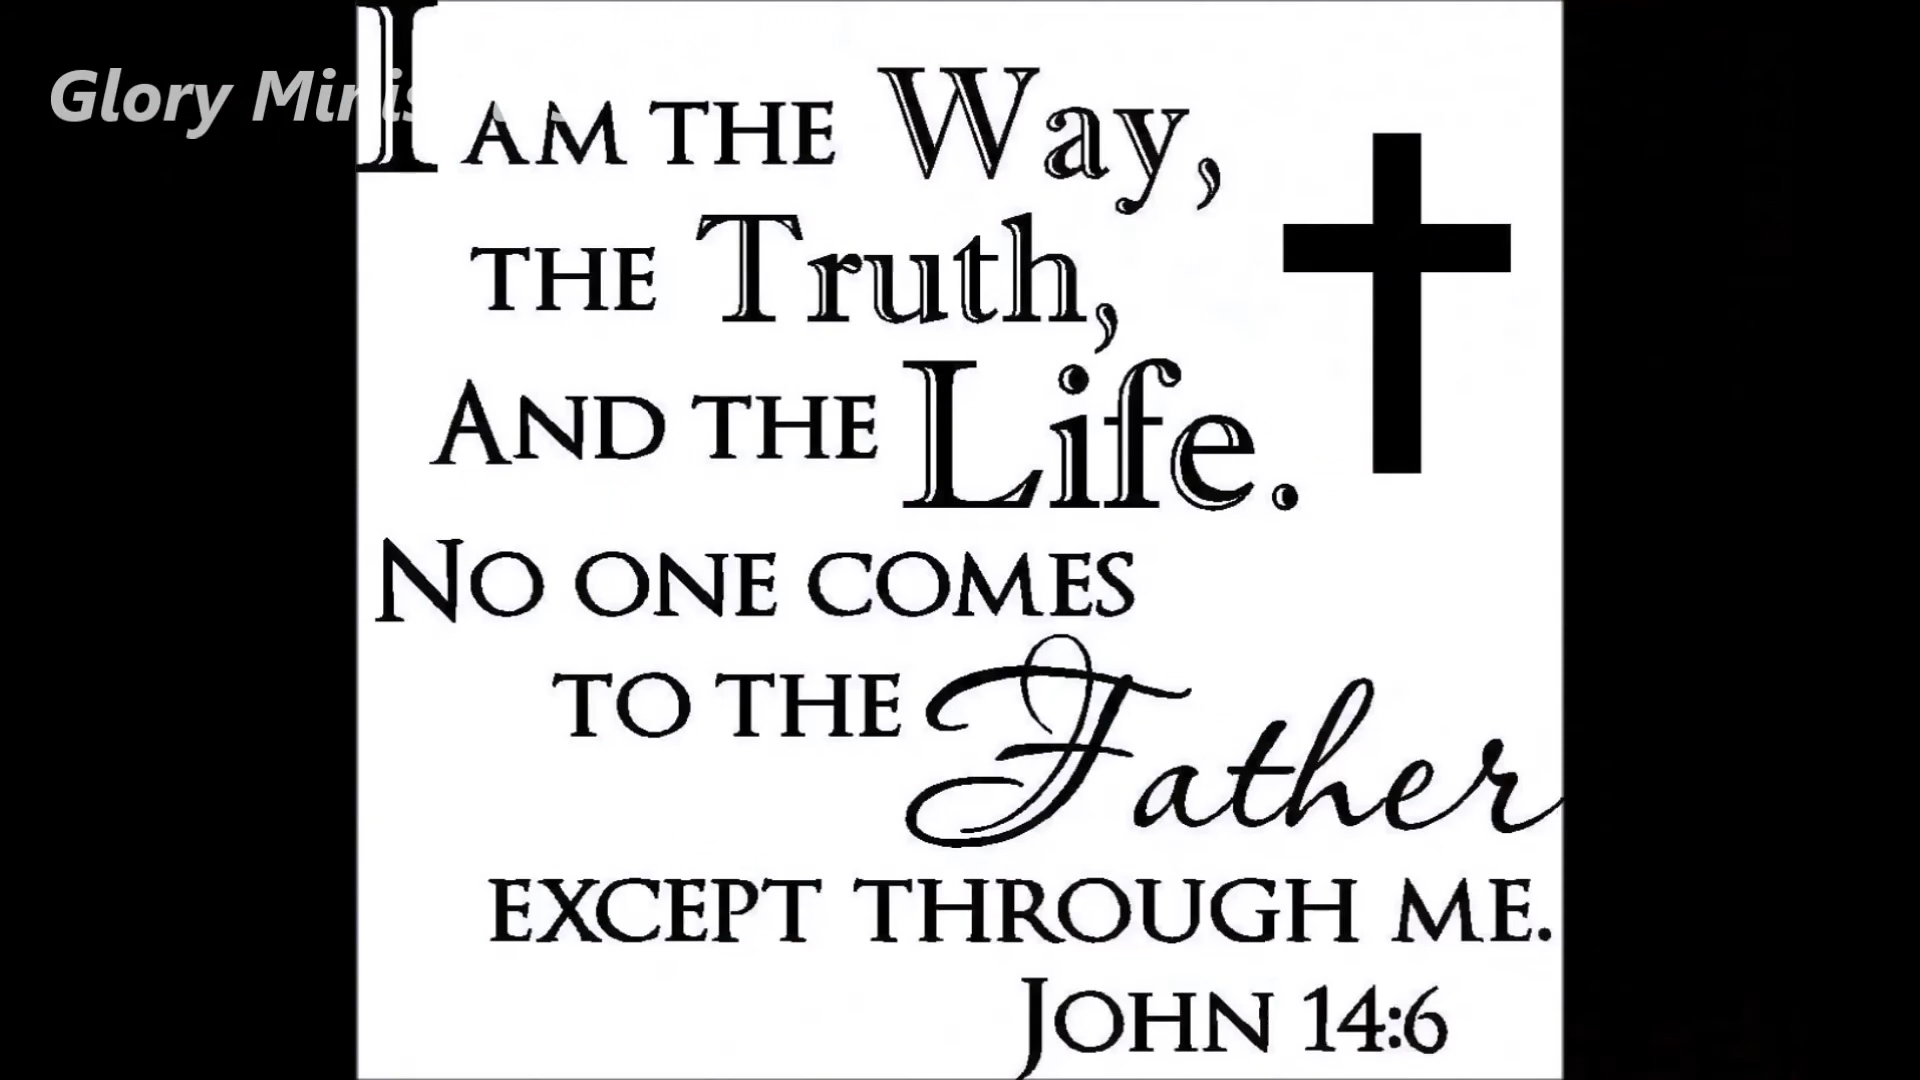 Glory
I AM THE Way,
THE Truth,
AND THE Life.
NO ONE COMES
TO THE Father
EXCEPT THROUGH ME.
JOHN 14:6